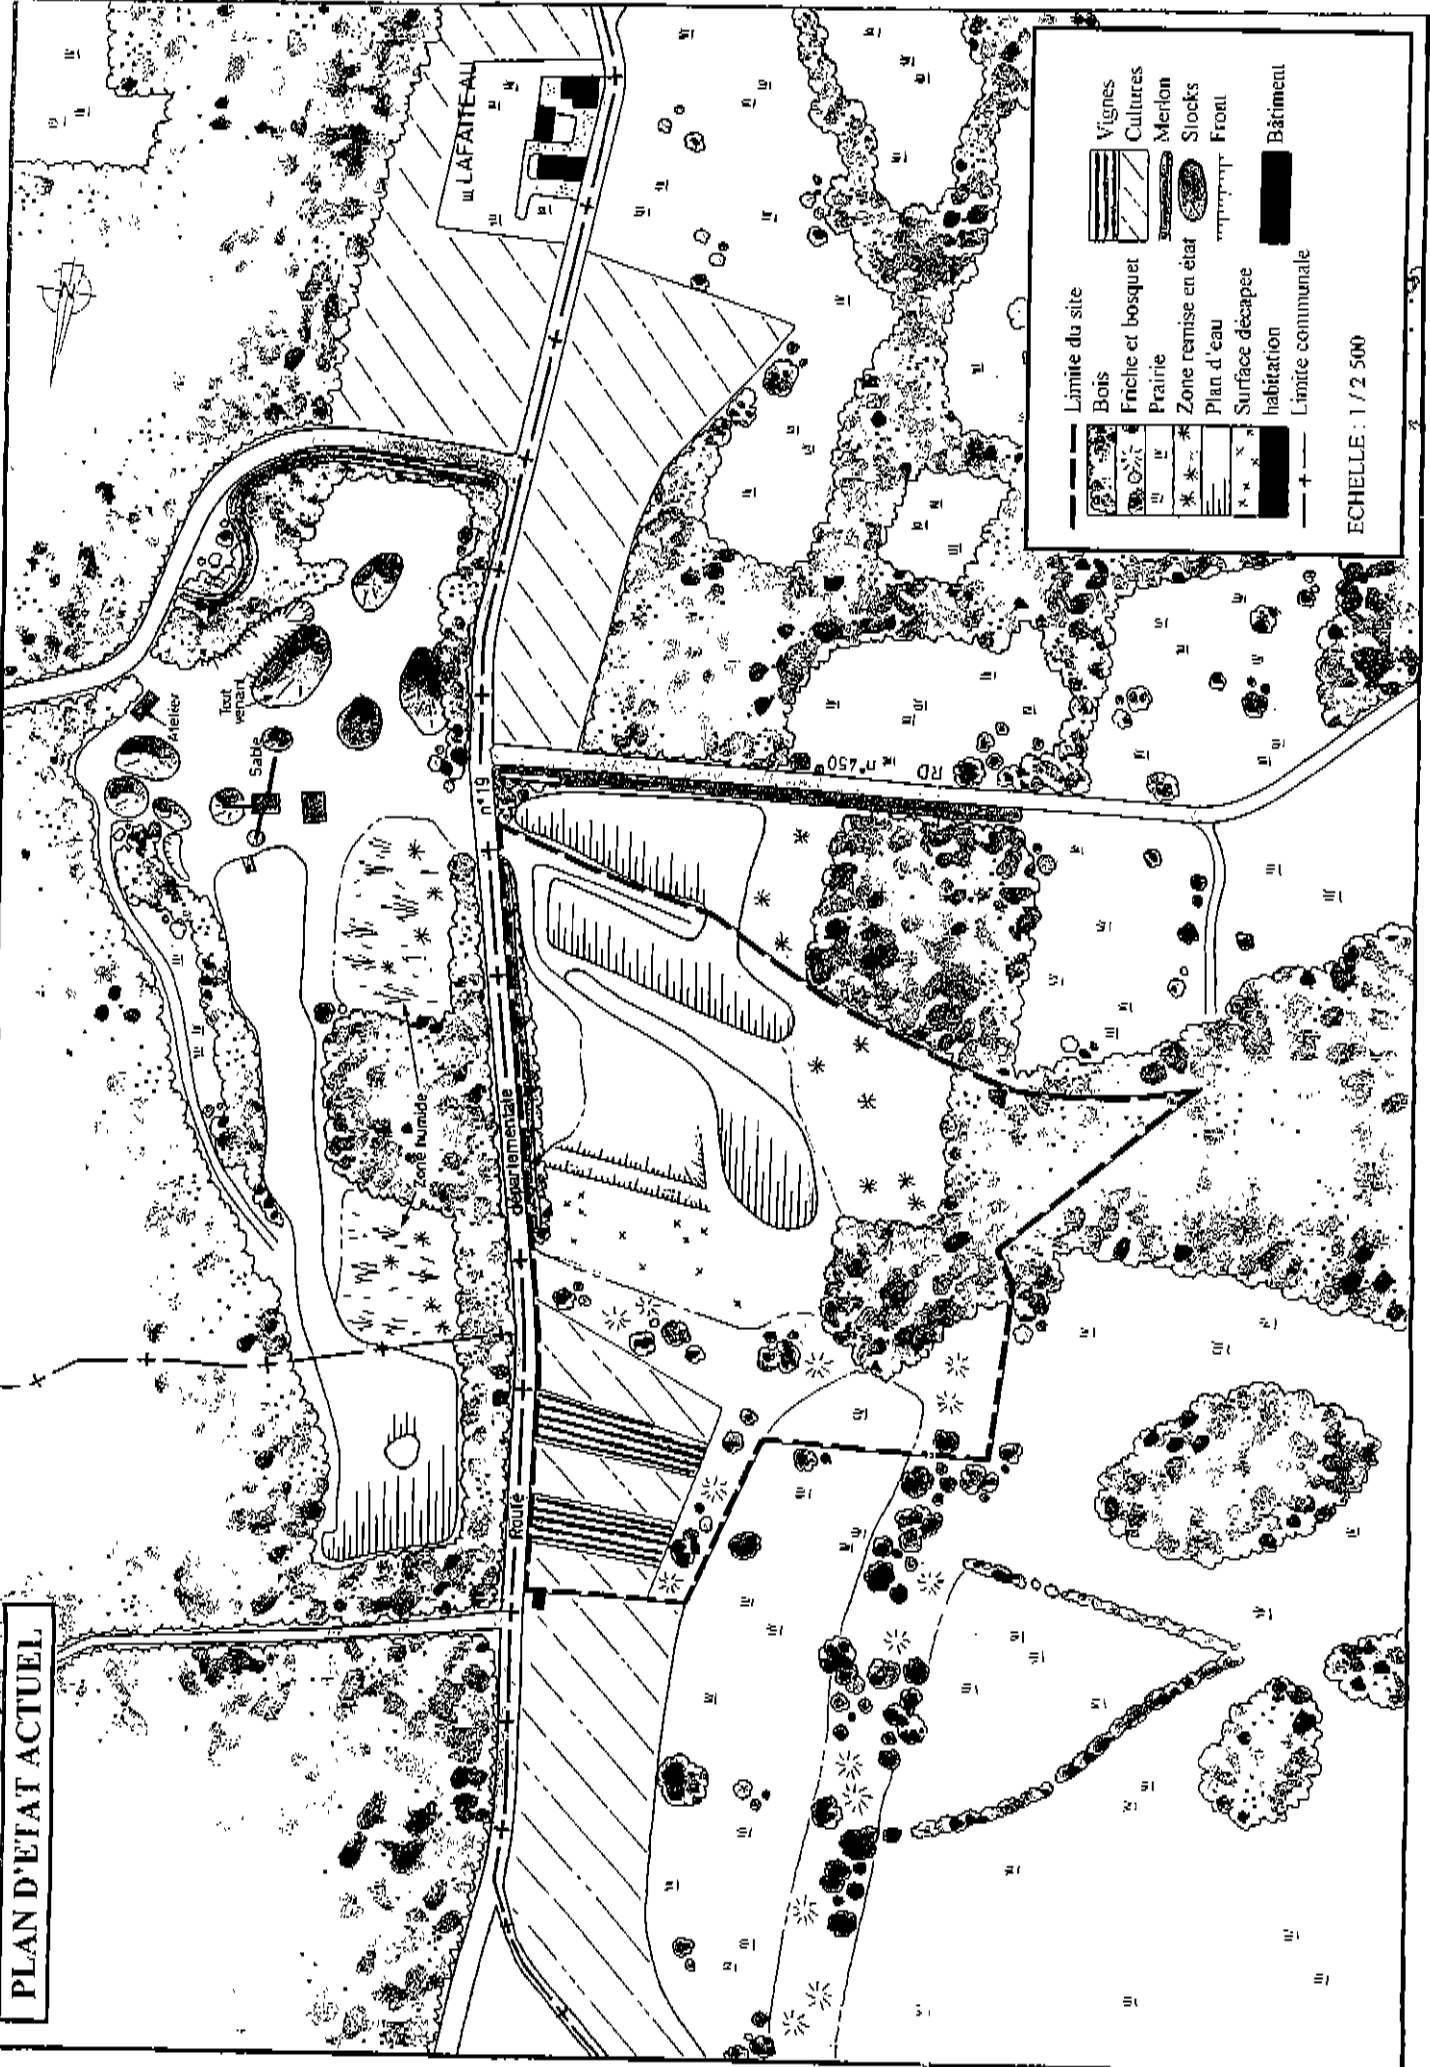 PLAN D'ETAT ACTUEL
LAFAITEAU
Atelier
Tout
venant
Sable
Zone humide
Route
départementale
n°19
RD
n°450
Limite du site
Bois
Friche et bosquet
Prairie
Zone remise en état
Plan d'eau
Surface décapée
habitation
Limite communale
Vignes
Cultures
Merlon
Stocks
Front
Bâtiment
ECHELLE : 1 / 2 500